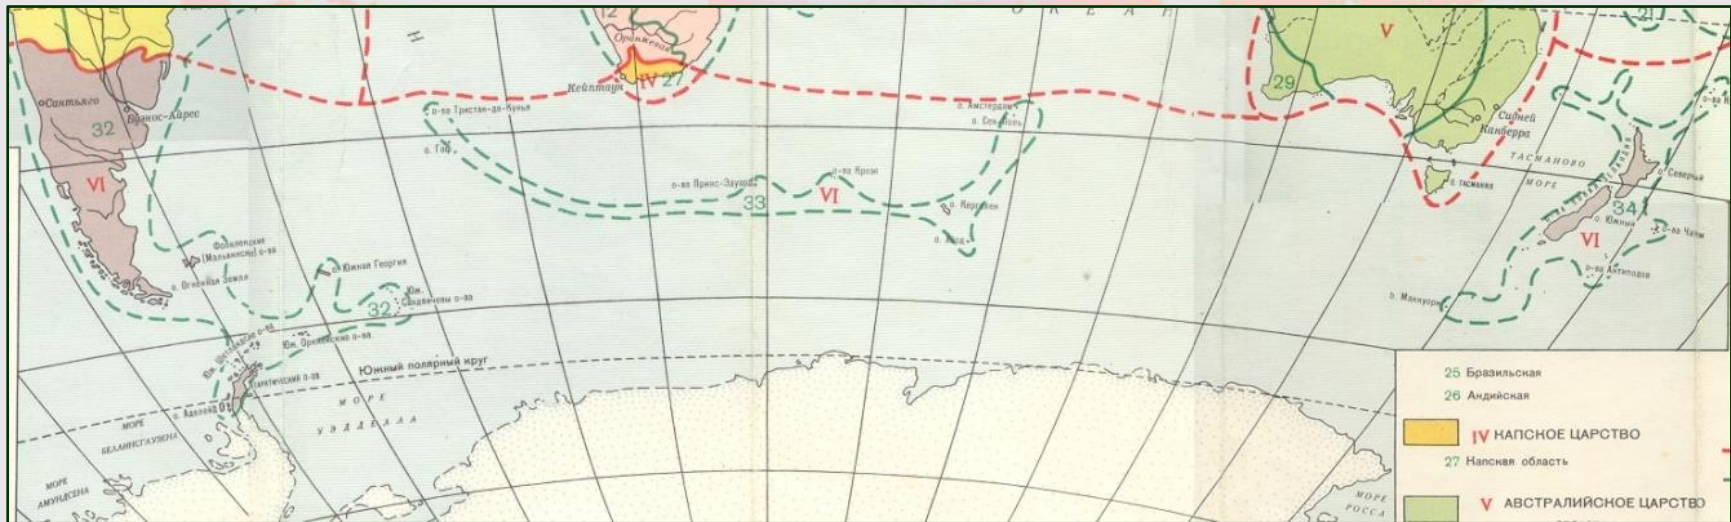 12
О К Е А Н
21
Оранжевая
V
Кейптаун
IV 27
29
Сантьяго
32
Буэнос-Айрес
о-ва Тристан-да-Кунья
о. Амстердам
о. Сен-Поль
Сидней
Канберра
о. Гоф
ТАСМАНОВО
МОРЕ
VI
о-ва Принс-Эдуард
о-ва Крозе
VI
33
о. Кергелен
о. ТАСМАНИЯ
о. Северный
34
о. Южный
VI
о-ва Чатем
Фолклендские
(Мальвинские) о-ва
о. Херд
о. Огненная Земля
о. Южная Георгия
о-ва Антиподов
32
Юж.
Сандвичевы о-ва
о. Маккуори
Юж. Шетландские о-ва
Юж. Оркнейские о-ва
Южный полярный круг
о. Аделейд
МОРЕ
УЭДДЕЛЛА
МОРЕ
БЕЛЛИНСГАУЗЕНА
МОРЕ
АМУНДСЕНА
МОРЕ
РОССА
25 Бразильская
26 Андийская
IV КАПСКОЕ ЦАРСТВО
27 Капская область
V АВСТРАЛИЙСКОЕ ЦАРСТВО